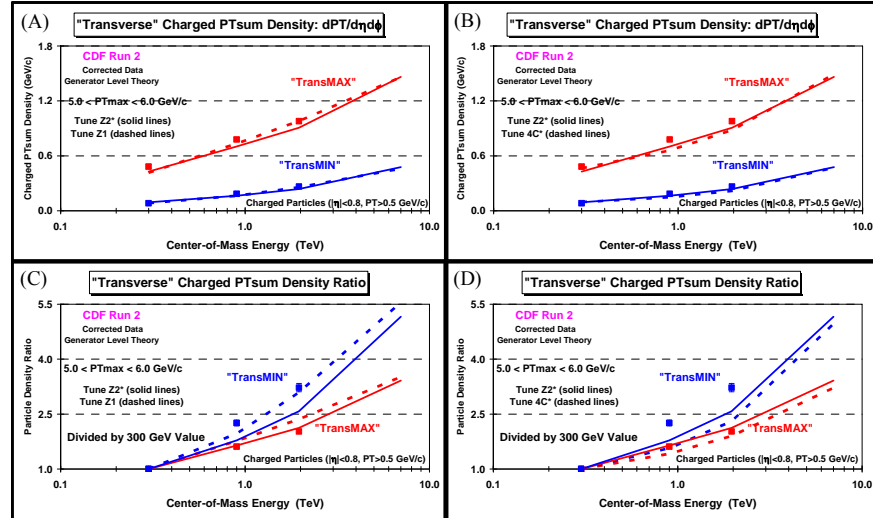 (A)
"Transverse" Charged PTsum Density: dPT/dηdϕ
Charged PTsum Density (GeV/c)
1.8
1.2
0.6
0.0
CDF Run 2
Corrected Data
Generator Level Theory
5.0 < PTmax < 6.0 GeV/c
Tune Z2* (solid lines)
Tune Z1 (dashed lines)
"TransMAX"
"TransMIN"
Charged Particles (|η|<0.8, PT>0.5 GeV/c)
0.1 1.0 10.0
Center-of-Mass Energy (TeV)
(B)
"Transverse" Charged PTsum Density: dPT/dηdϕ
Charged PTsum Density (GeV/c)
1.8
1.2
0.6
0.0
CDF Run 2
Corrected Data
Generator Level Theory
5.0 < PTmax < 6.0 GeV/c
Tune Z2* (solid lines)
Tune 4C* (dashed lines)
"TransMAX"
"TransMIN"
Charged Particles (|η|<0.8, PT>0.5 GeV/c)
0.1 1.0 10.0
Center-of-Mass Energy (TeV)
(C)
"Transverse" Charged PTsum Density Ratio
Particle Density Ratio
5.5
4.0
2.5
1.0
CDF Run 2
Corrected Data
Generator Level Theory
5.0 < PTmax < 6.0 GeV/c
Tune Z2* (solid lines)
Tune Z1 (dashed lines)
Divided by 300 GeV Value
"TransMIN"
"TransMAX"
Charged Particles (|η|<0.8, PT>0.5 GeV/c)
0.1 1.0 10.0
Center-of-Mass Energy (TeV)
(D)
"Transverse" Charged PTsum Density Ratio
Particle Density Ratio
5.5
4.0
2.5
1.0
CDF Run 2
Corrected Data
Generator Level Theory
5.0 < PTmax < 6.0 GeV/c
Tune Z2* (solid lines)
Tune 4C* (dashed lines)
Divided by 300 GeV Value
"TransMIN"
"TransMAX"
Charged Particles (|η|<0.8, PT>0.5 GeV/c)
0.1 1.0 10.0
Center-of-Mass Energy (TeV)